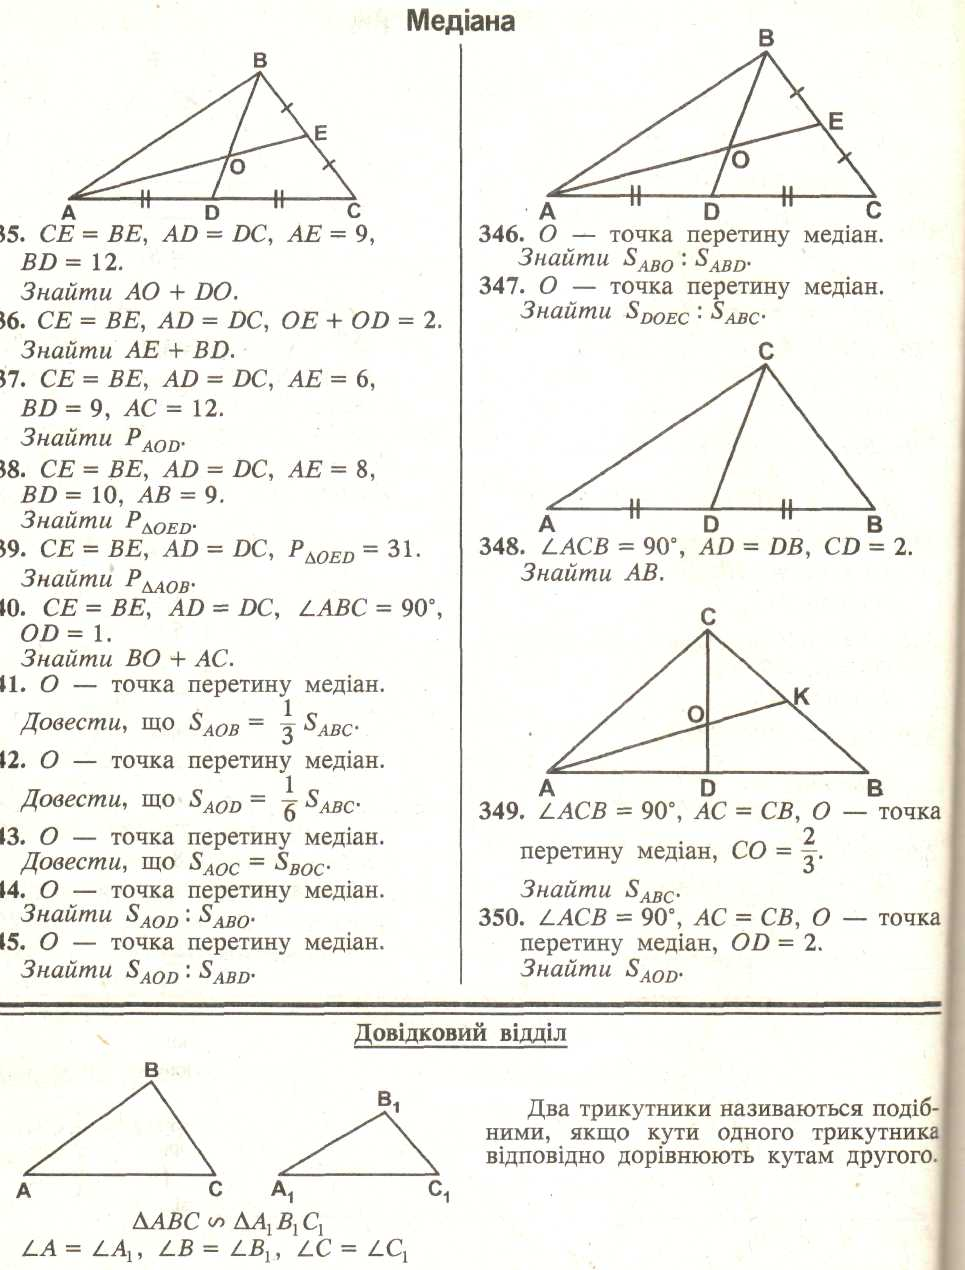 Медіана
B
E
O
A
D
C
35. CE = BE, AD = DC, AE = 9,
BD = 12.
Знайти AO + DO.
36. CE = BE, AD = DC, OE + OD = 2.
Знайти AE + BD.
37. CE = BE, AD = DC, AE = 6,
BD = 9, AC = 12.
Знайти P_AOD.
38. CE = BE, AD = DC, AE = 8,
BD = 10, AB = 9.
Знайти P_ΔOED.
39. CE = BE, AD = DC, P_ΔOED = 31.
Знайти P_ΔAOB.
40. CE = BE, AD = DC, ∠ABC = 90°,
OD = 1.
Знайти BO + AC.
41. O — точка перетину медіан.
Довести, що S_AOB = 1/3 S_ABC.
42. O — точка перетину медіан.
Довести, що S_AOD = 1/6 S_ABC.
43. O — точка перетину медіан.
Довести, що S_AOC = S_BOC.
44. O — точка перетину медіан.
Знайти S_AOD : S_ABO.
45. O — точка перетину медіан.
Знайти S_AOD : S_ABD.
B
E
O
A
D
C
346. O — точка перетину медіан.
Знайти S_ABO : S_ABD.
347. O — точка перетину медіан.
Знайти S_DOEC : S_ABC.
C
A
D
B
348. ∠ACB = 90°, AD = DB, CD = 2.
Знайти AB.
C
K
O
A
D
B
349. ∠ACB = 90°, AC = CB, O — точка
перетину медіан, CO = 2/3.
Знайти S_ABC.
350. ∠ACB = 90°, AC = CB, O — точка
перетину медіан, OD = 2.
Знайти S_AOD.
Довідковий відділ
B
A
C
B₁
A₁
C₁
ΔABC ∽ ΔA₁B₁C₁
∠A = ∠A₁, ∠B = ∠B₁, ∠C = ∠C₁
Два трикутники називаються подіб-
ними, якщо кути одного трикутника
відповідно дорівнюють кутам другого.